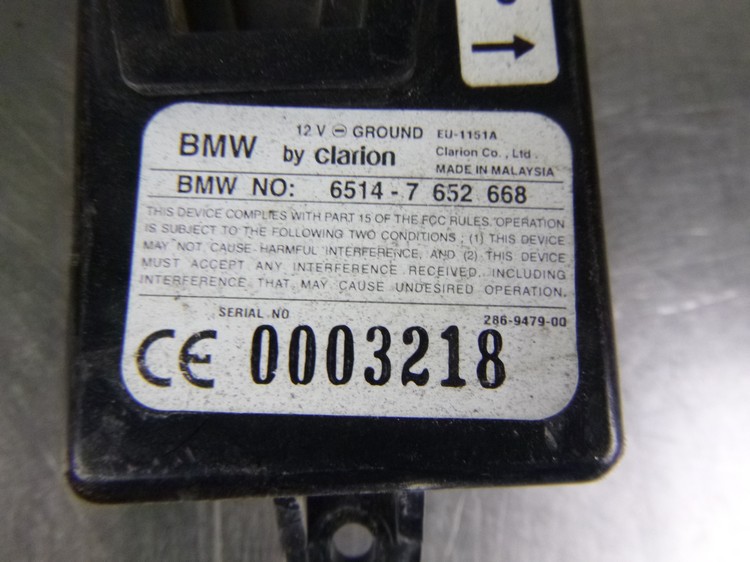 12 V ⊖ GROUND EU-1151A
BMW by clarion Clarion Co., Ltd.
MADE IN MALAYSIA
BMW NO: 6514-7 652 668
THIS DEVICE COMPLIES WITH PART 15 OF THE FCC RULES. OPERATION
IS SUBJECT TO THE FOLLOWING TWO CONDITIONS; (1) THIS DEVICE
MAY NOT CAUSE HARMFUL INTERFERENCE, AND (2) THIS DEVICE
MUST ACCEPT ANY INTERFERENCE RECEIVED, INCLUDING
INTERFERENCE THAT MAY CAUSE UNDESIRED OPERATION.
SERIAL NO 286-9479-00
CE 0003218